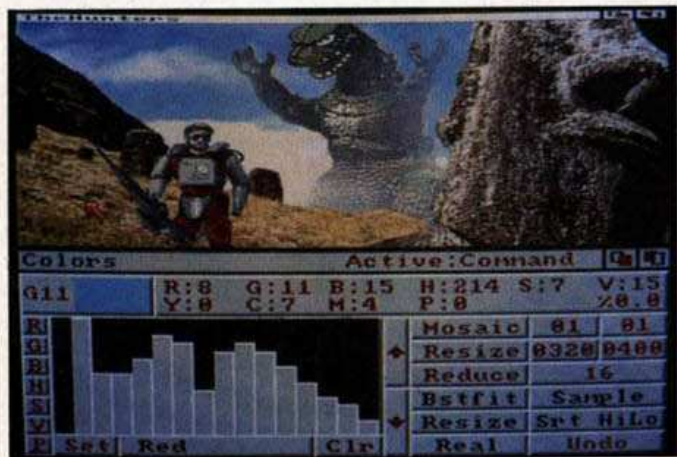 TheHunters
Colors Active:Command
G11 R:8 G:11 B:15 H:214 S:7 V:15
Y:0 C:7 M:4 P:0 %0.0
R
G
B
H
S
V
P
Mosaic 01 01
Resize 0320 0400
Reduce 16
Bstfit Sample
Resize Srt HiLo
Set Red Clr Real Undo